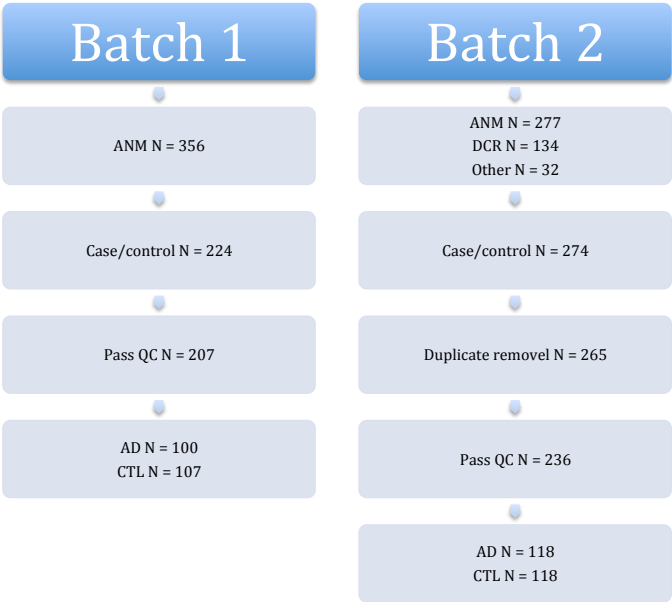 Batch 1
ANM N = 356
Case/control N = 224
Pass QC N = 207
AD N = 100
CTL N = 107
Batch 2
ANM N = 277
DCR N = 134
Other N = 32
Case/control N = 274
Duplicate removel N = 265
Pass QC N = 236
AD N = 118
CTL N = 118